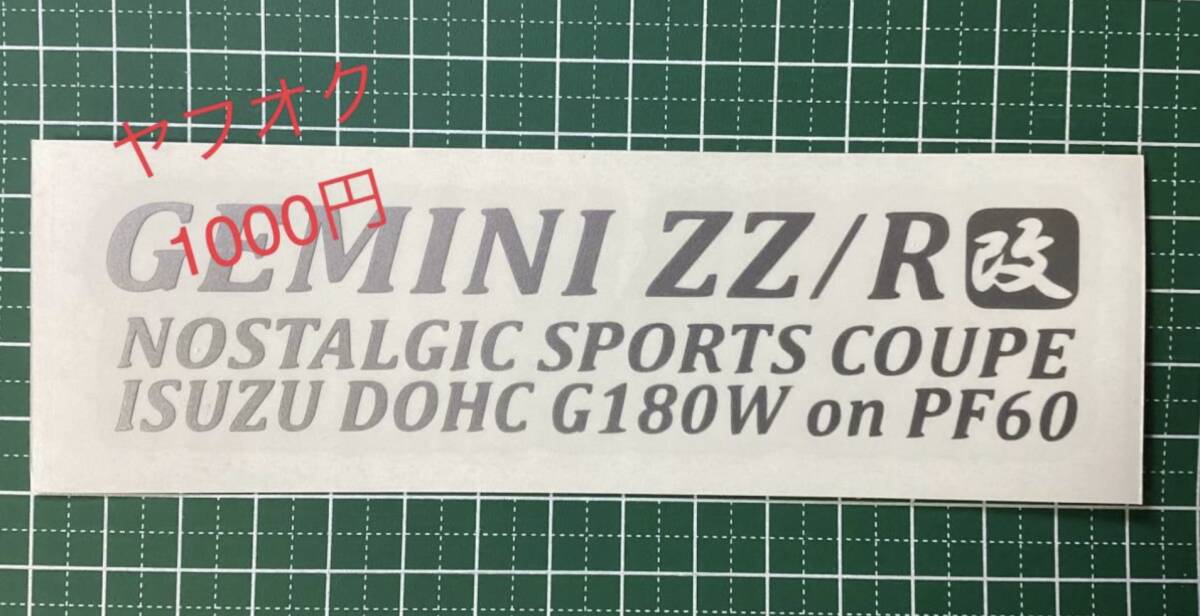 ヤフオク
1000円
GEMINI ZZ/R 改
NOSTALGIC SPORTS COUPE
ISUZU DOHC G180W on PF60